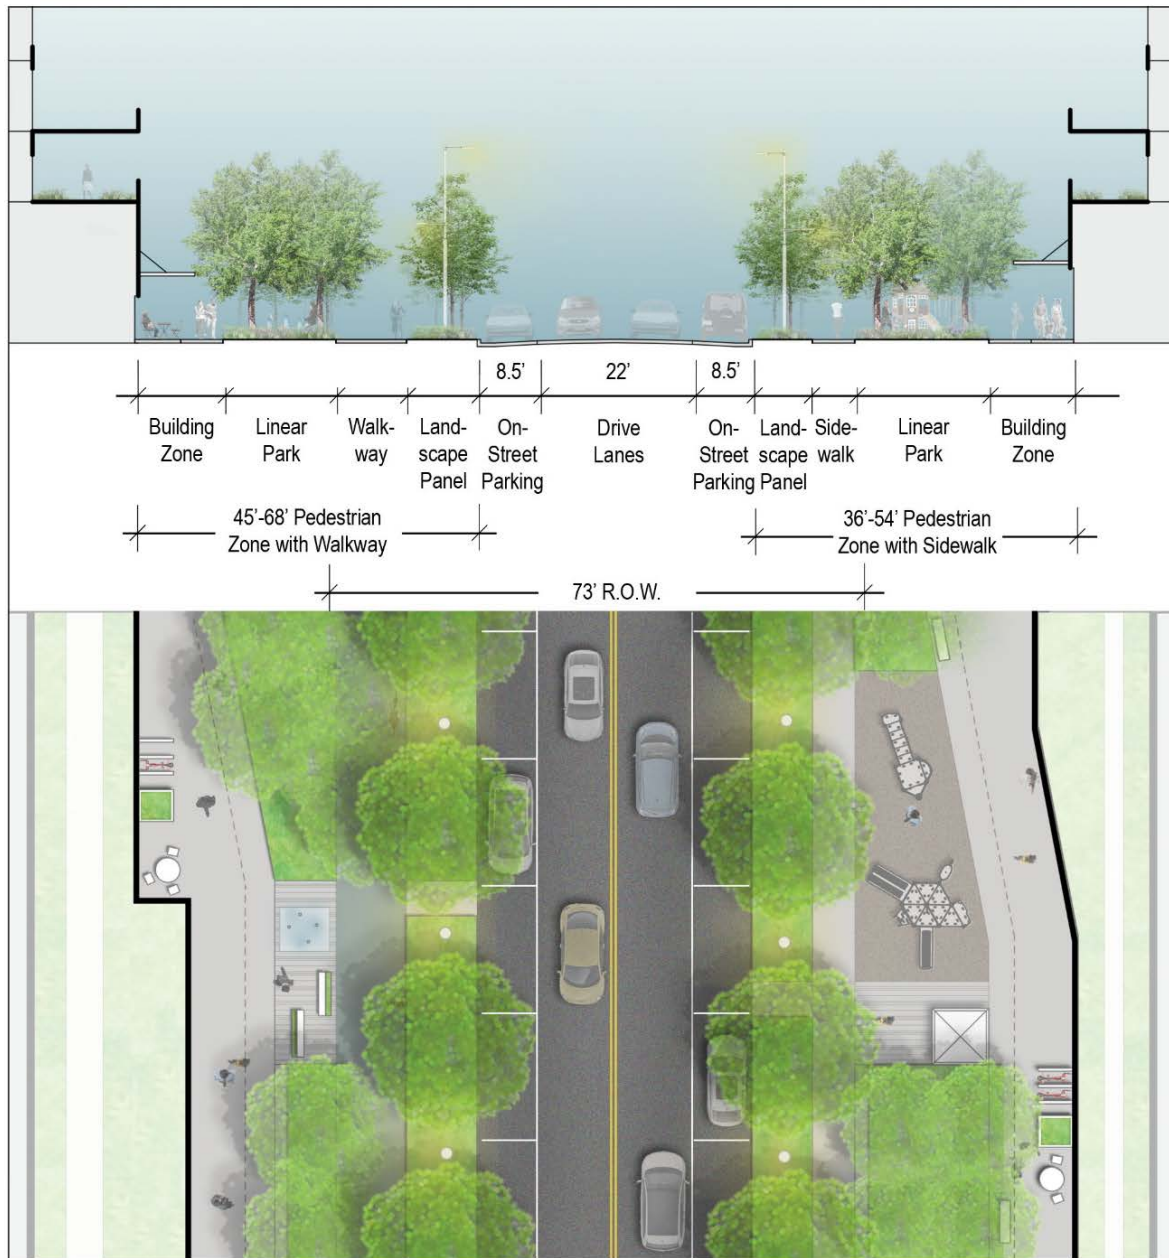 8.5’
22’
8.5’
Building
Zone
Linear
Park
Walk-
way
Land-
scape
Panel
On-
Street
Parking
Drive
Lanes
On-
Street
Parking
Land-
scape
Panel
Side-
walk
Linear
Park
Building
Zone
45’-68’ Pedestrian
Zone with Walkway
36’-54’ Pedestrian
Zone with Sidewalk
73’ R.O.W.